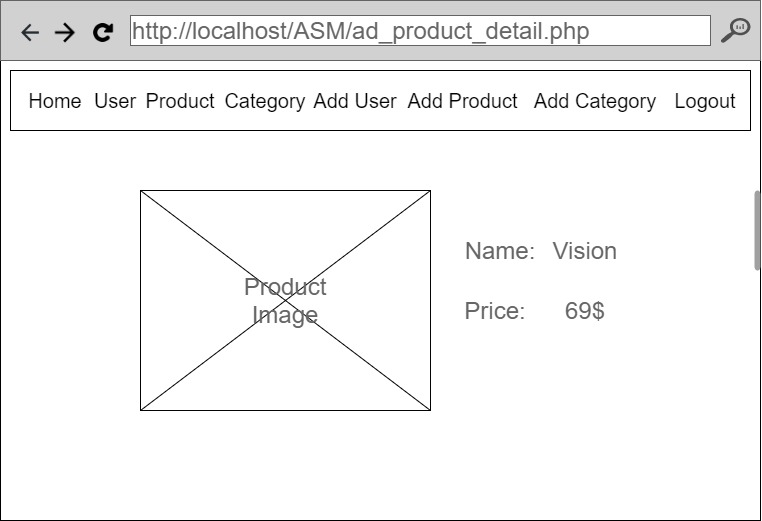 http://localhost/ASM/ad_product_detail.php
Home User Product Category Add User Add Product Add Category Logout
Product
Image
Name: Vision
Price: 69$